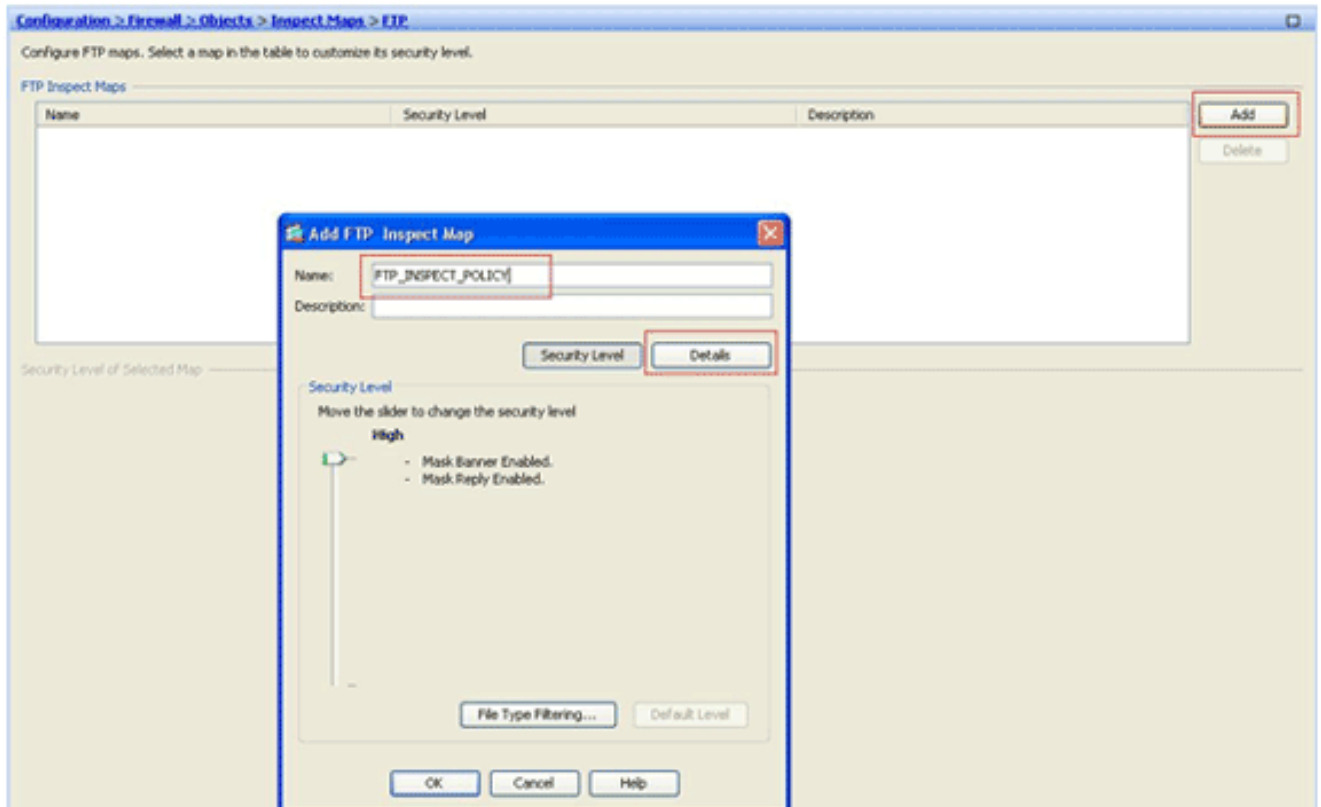 Configuration > Firewall > Objects > Inspect Maps > FTP
Configure FTP maps. Select a map in the table to customize its security level.
FTP Inspect Maps
Name Security Level Description
Add
Delete
Add FTP Inspect Map
Name: FTP_INSPECT_POLICY
Description:
Security Level Details
Security Level of Selected Map
Security Level
Move the slider to change the security level
High
- Mask Banner Enabled.
- Mask Reply Enabled.
File Type Filtering... Default Level
OK Cancel Help